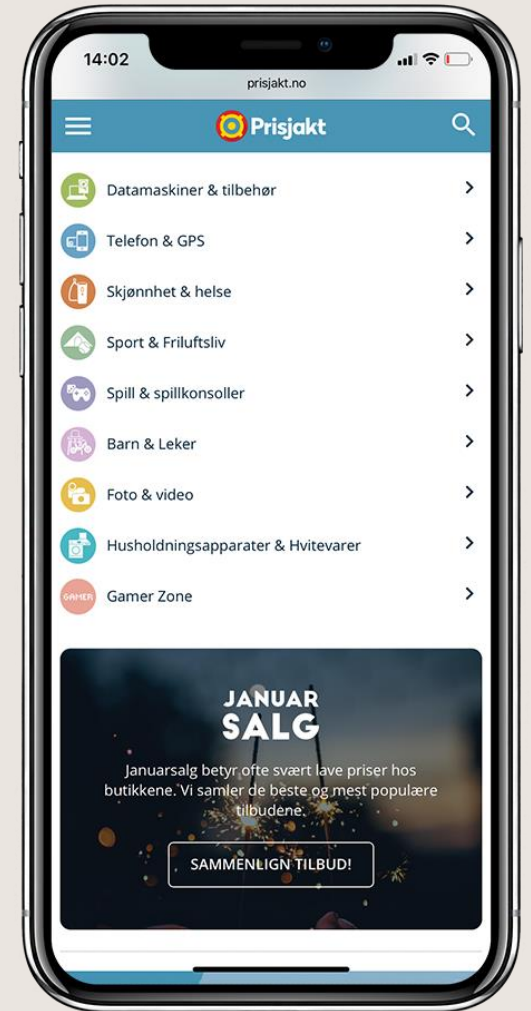 14:02
prisjakt.no
Prisjakt
Datamaskiner & tilbehør
Telefon & GPS
Skjønnhet & helse
Sport & Friluftsliv
Spill & spillkonsoller
Barn & Leker
Foto & video
Husholdningsapparater & Hvitevarer
GAMER
Gamer Zone
JANUAR
SALG
Januarsalg betyr ofte svært lave priser hos
butikkene. Vi samler de beste og mest populære
tilbudene.
SAMMENLIGN TILBUD!